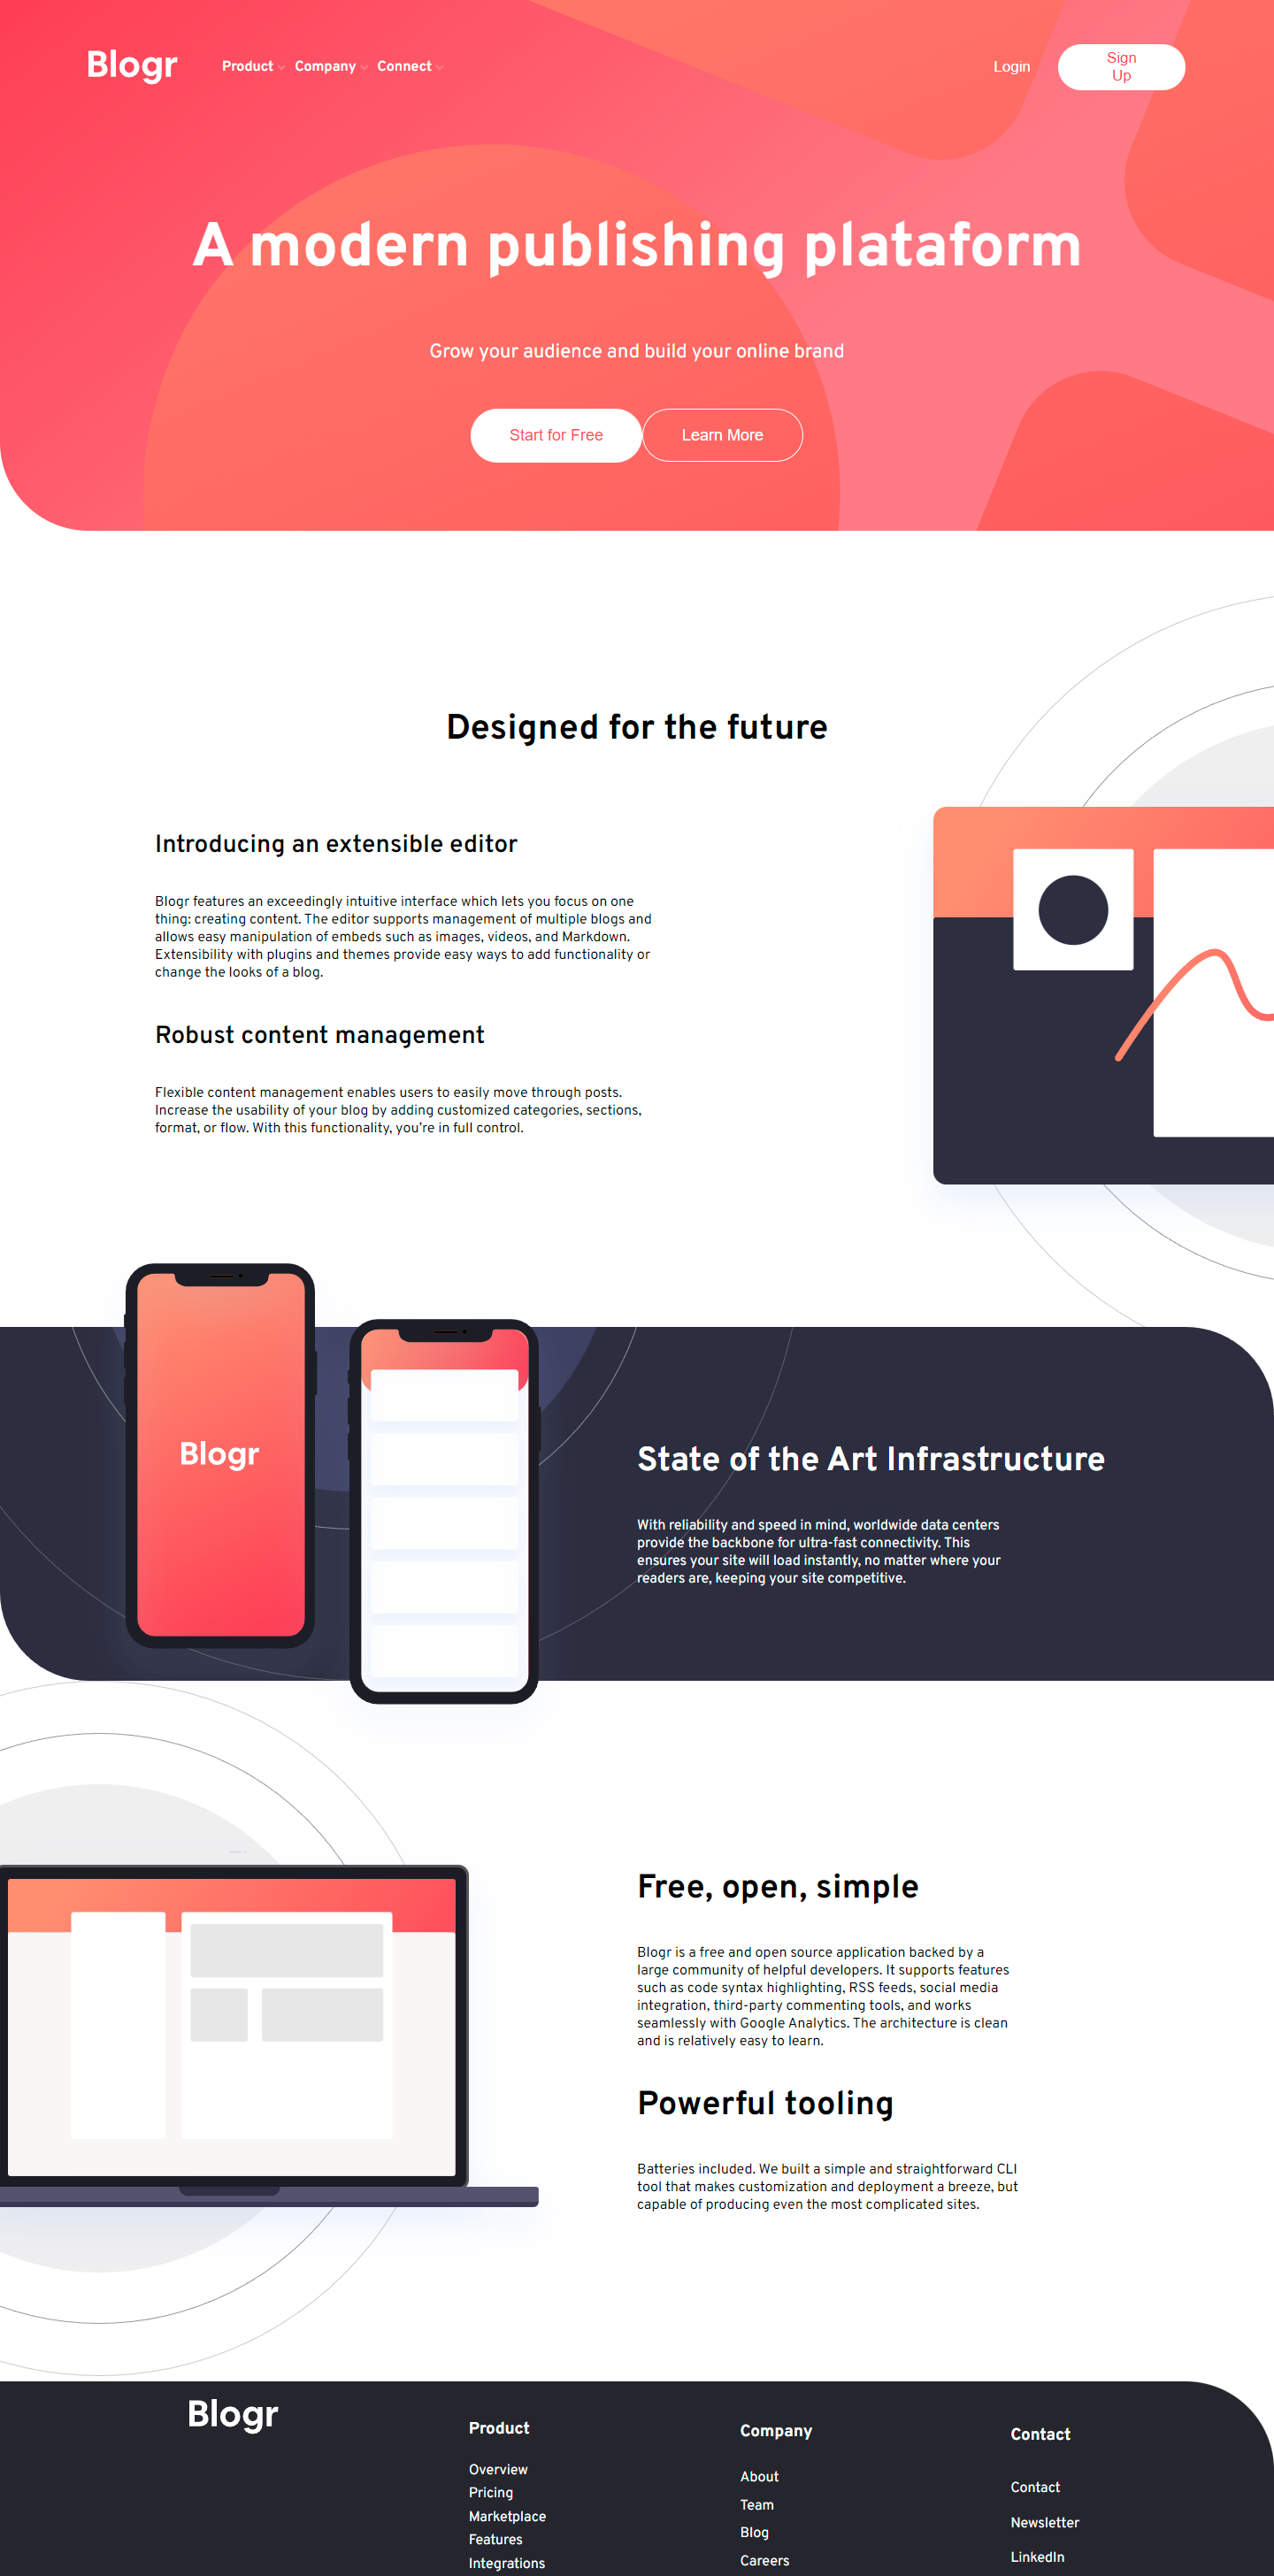 Blogr
Product Company Connect
Login
Sign
Up
A modern publishing plataform
Grow your audience and build your online brand
Start for Free
Learn More
Designed for the future
Introducing an extensible editor
Blogr features an exceedingly intuitive interface which lets you focus on one
thing: creating content. The editor supports management of multiple blogs and
allows easy manipulation of embeds such as images, videos, and Markdown.
Extensibility with plugins and themes provide easy ways to add functionality or
change the looks of a blog.
Robust content management
Flexible content management enables users to easily move through posts.
Increase the usability of your blog by adding customized categories, sections,
format, or flow. With this functionality, you’re in full control.
Blogr
State of the Art Infrastructure
With reliability and speed in mind, worldwide data centers
provide the backbone for ultra-fast connectivity. This
ensures your site will load instantly, no matter where your
readers are, keeping your site competitive.
Free, open, simple
Blogr is a free and open source application backed by a
large community of helpful developers. It supports features
such as code syntax highlighting, RSS feeds, social media
integration, third-party commenting tools, and works
seamlessly with Google Analytics. The architecture is clean
and is relatively easy to learn.
Powerful tooling
Batteries included. We built a simple and straightforward CLI
tool that makes customization and deployment a breeze, but
capable of producing even the most complicated sites.
Blogr
Product
Overview
Pricing
Marketplace
Features
Integrations
Company
About
Team
Blog
Careers
Contact
Contact
Newsletter
LinkedIn